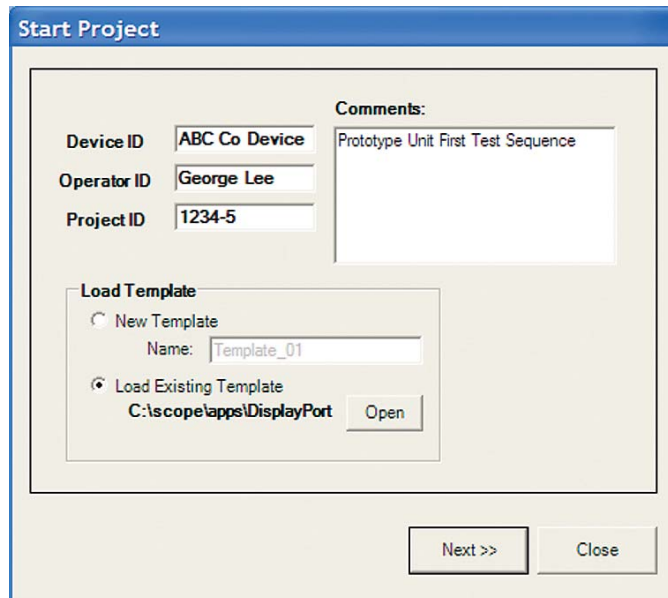 Start Project
Comments:
Device ID ABC Co Device
Prototype Unit First Test Sequence
Operator ID George Lee
Project ID 1234-5
Load Template
New Template
Name: Template_01
Load Existing Template
C:\scope\apps\DisplayPort Open
Next >> Close